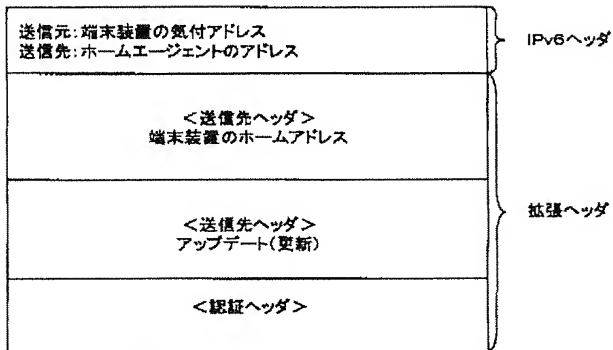 送信元:端末装置の気付アドレス
送信先:ホームエージェントのアドレス
IPv6ヘッダ
<送信先ヘッダ>
端末装置のホームアドレス
<送信先ヘッダ>
アップデート(更新)
拡張ヘッダ
<認証ヘッダ>